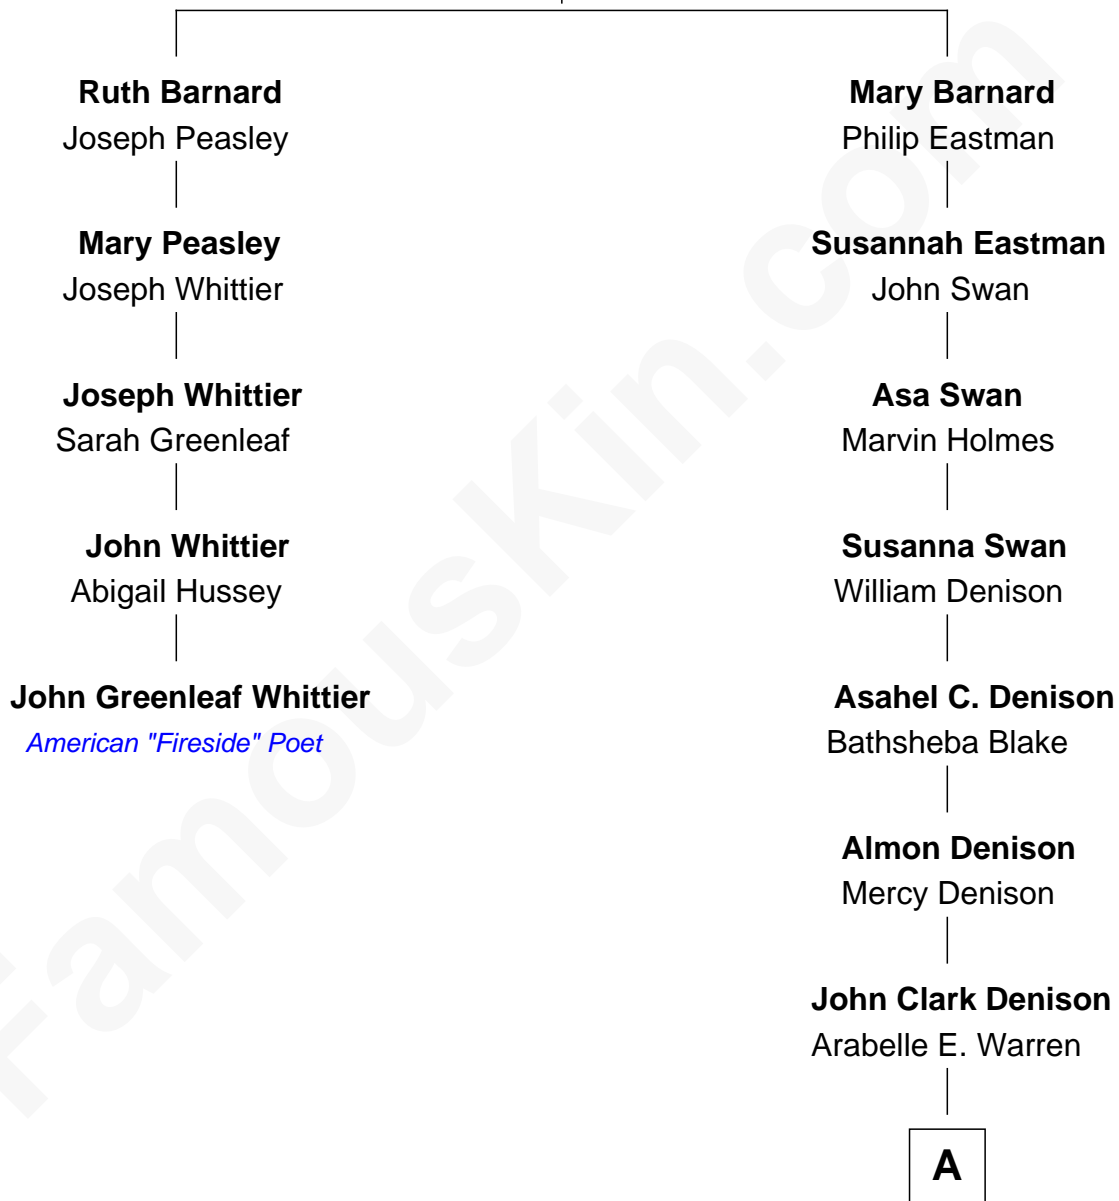 Ruth Barnard
Joseph Peasley
Mary Peasley
Joseph Whittier
Joseph Whittier
Sarah Greenleaf
John Whittier
Abigail Hussey
John Greenleaf Whittier
American "Fireside" Poet
Mary Barnard
Philip Eastman
Susannah Eastman
John Swan
Asa Swan
Marvin Holmes
Susanna Swan
William Denison
Asahel C. Denison
Bathsheba Blake
Almon Denison
Mercy Denison
John Clark Denison
Arabelle E. Warren
A
FamousKin.com